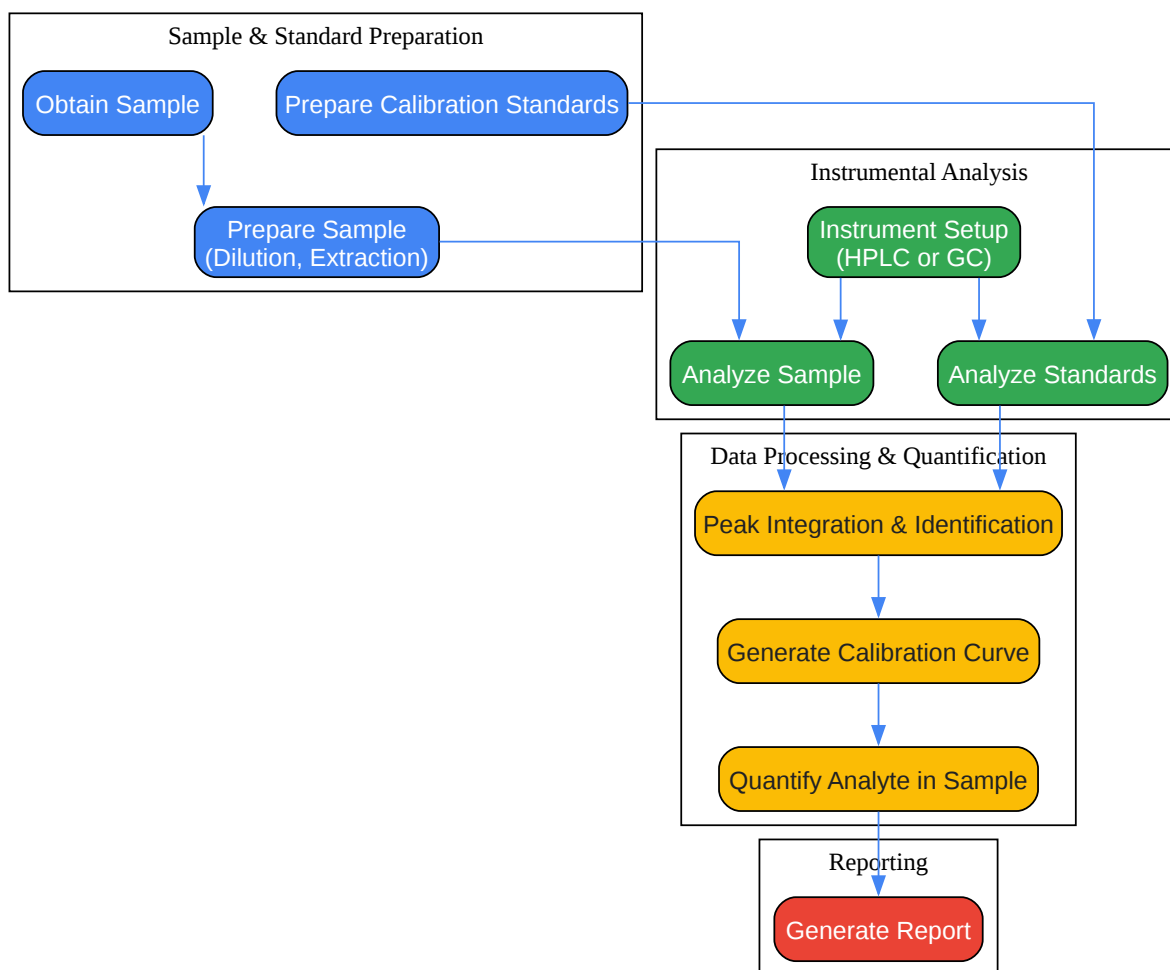 Sample & Standard Preparation
Obtain Sample
Prepare Calibration Standards
Prepare Sample
(Dilution, Extraction)
Instrumental Analysis
Instrument Setup
(HPLC or GC)
Analyze Sample
Analyze Standards
Data Processing & Quantification
Peak Integration & Identification
Generate Calibration Curve
Quantify Analyte in Sample
Reporting
Generate Report